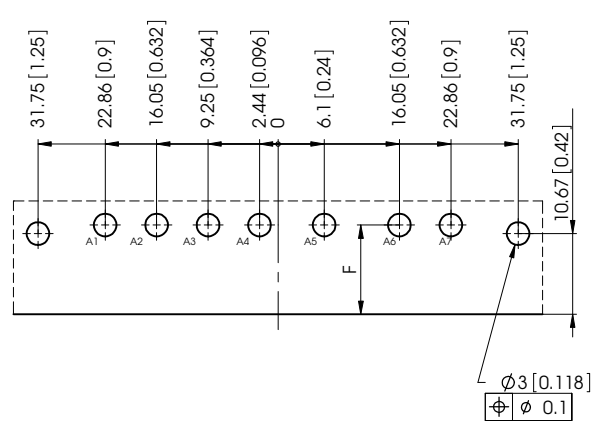 31.75 [1.25]
22.86 [0.9]
16.05 [0.632]
9.25 [0.364]
2.44 [0.096]
0
6.1 [0.24]
16.05 [0.632]
22.86 [0.9]
31.75 [1.25]
10.67 [0.42]
A1
A2
A3
A4
A5
A6
A7
F
Ø3 [0.118]
⌖ Ø 0.1